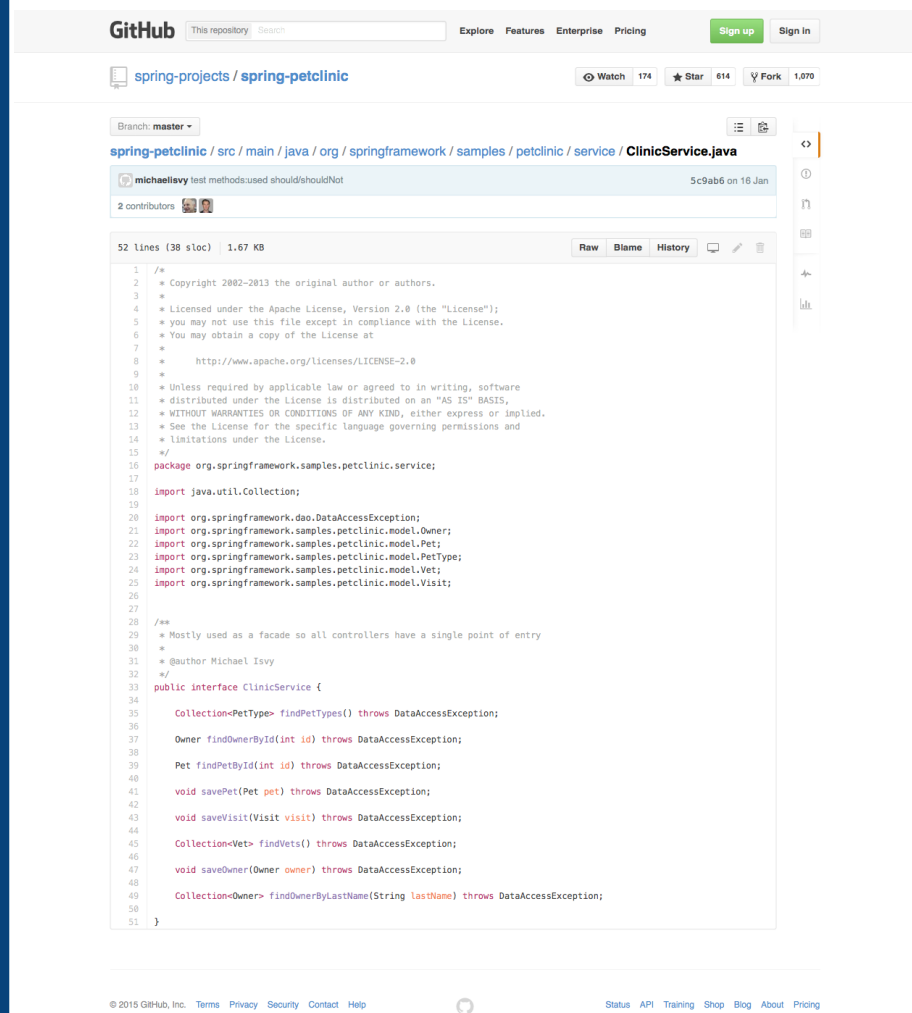 GitHub This repository Search Explore Features Enterprise Pricing Sign up Sign in
spring-projects / spring-petclinic Watch 174 Star 614 Fork 1,070
Branch: master
spring-petclinic / src / main / java / org / springframework / samples / petclinic / service / ClinicService.java
michaelisvy test methods:used should/shouldNot 5c9ab6 on 16 Jan
2 contributors
52 lines (38 sloc) 1.67 KB Raw Blame History
1 /*
2  * Copyright 2002-2013 the original author or authors.
3  *
4  * Licensed under the Apache License, Version 2.0 (the "License");
5  * you may not use this file except in compliance with the License.
6  * You may obtain a copy of the License at
7  *
8  *      http://www.apache.org/licenses/LICENSE-2.0
9  *
10  * Unless required by applicable law or agreed to in writing, software
11  * distributed under the License is distributed on an "AS IS" BASIS,
12  * WITHOUT WARRANTIES OR CONDITIONS OF ANY KIND, either express or implied.
13  * See the License for the specific language governing permissions and
14  * limitations under the License.
15  */
16 package org.springframework.samples.petclinic.service;
17
18 import java.util.Collection;
19
20 import org.springframework.dao.DataAccessException;
21 import org.springframework.samples.petclinic.model.Owner;
22 import org.springframework.samples.petclinic.model.Pet;
23 import org.springframework.samples.petclinic.model.PetType;
24 import org.springframework.samples.petclinic.model.Vet;
25 import org.springframework.samples.petclinic.model.Visit;
26
27
28 /**
29  * Mostly used as a facade so all controllers have a single point of entry
30  *
31  * @author Michael Isvy
32  */
33 public interface ClinicService {
34
35     Collection<PetType> findPetTypes() throws DataAccessException;
36
37     Owner findOwnerById(int id) throws DataAccessException;
38
39     Pet findPetById(int id) throws DataAccessException;
40
41     void savePet(Pet pet) throws DataAccessException;
42
43     void saveVisit(Visit visit) throws DataAccessException;
44
45     Collection<Vet> findVets() throws DataAccessException;
46
47     void saveOwner(Owner owner) throws DataAccessException;
48
49     Collection<Owner> findOwnerByLastName(String lastName) throws DataAccessException;
50
51 }
© 2015 GitHub, Inc. Terms Privacy Security Contact Help Status API Training Shop Blog About Pricing